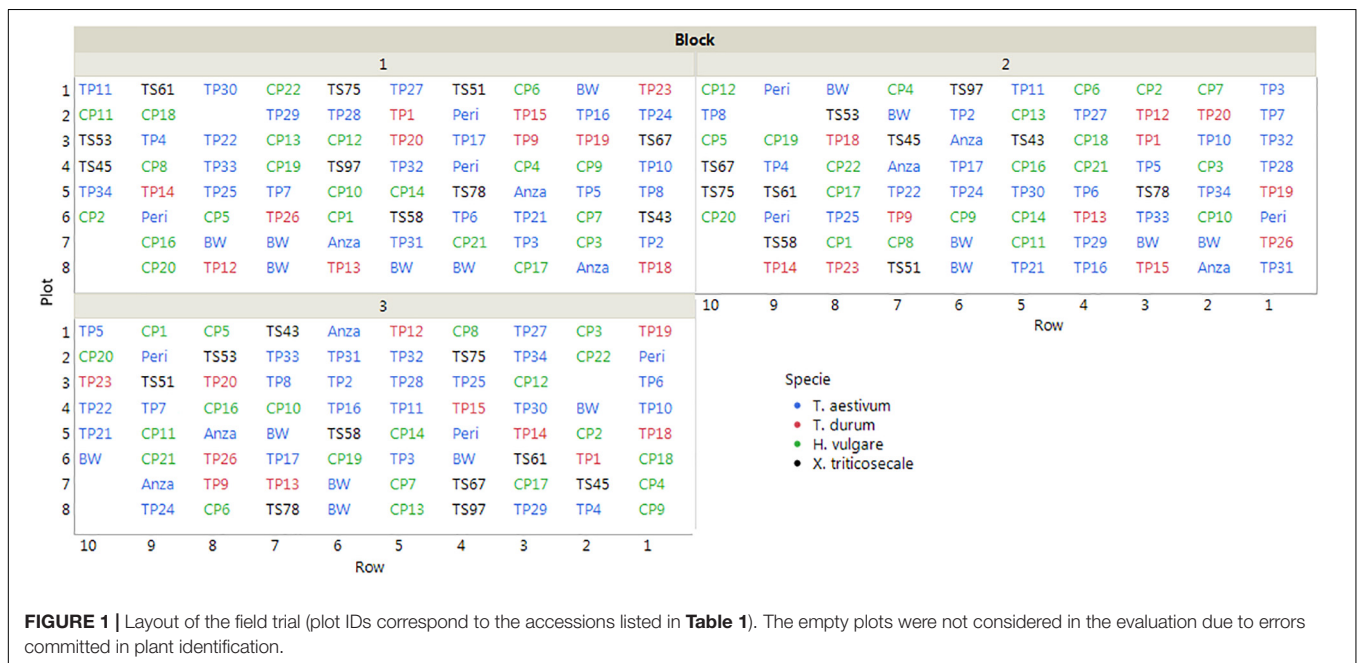 Block
1 2
1 TP11 TS61 TP30 CP22 TS75 TP27 TS51 CP6 BW TP23 CP12 Peri BW CP4 TS97 TP11 CP6 CP2 CP7 TP3
2 CP11 CP18 TP29 TP28 TP1 Peri TP15 TP16 TP24 TP8 TS53 BW TP2 CP13 TP27 TP12 TP20 TP7
3 TS53 TP4 TP22 CP13 CP12 TP20 TP17 TP9 TP19 TS67 CP5 CP19 TP18 TS45 Anza TS43 CP18 TP1 TP10 TP32
4 TS45 CP8 TP33 CP19 TS97 TP32 Peri CP4 CP9 TP10 TS67 TP4 CP22 Anza TP17 CP16 CP21 TP5 CP3 TP28
5 TP34 TP14 TP25 TP7 CP10 CP14 TS78 Anza TP5 TP8 TS75 TS61 CP17 TP22 TP24 TP30 TP6 TS78 TP34 TP19
6 CP2 Peri CP5 TP26 CP1 TS58 TP6 TP21 CP7 TS43 CP20 Peri TP25 TP9 CP9 CP14 TP13 TP33 CP10 Peri
7 CP16 BW BW Anza TP31 CP21 TP3 CP3 TP2 TS58 CP1 CP8 BW CP11 TP29 BW BW TP26
8 CP20 TP12 BW TP13 BW BW CP17 Anza TP18 TP14 TP23 TS51 BW TP21 TP16 TP15 Anza TP31
Plot
3
10 9 8 7 6 5 4 3 2 1
Row
1 TP5 CP1 CP5 TS43 Anza TP12 CP8 TP27 CP3 TP19
2 CP20 Peri TS53 TP33 TP31 TP32 TS75 TP34 CP22 Peri
3 TP23 TS51 TP20 TP8 TP2 TP28 TP25 CP12 TP6
4 TP22 TP7 CP16 CP10 TP16 TP11 TP15 TP30 BW TP10
5 TP21 CP11 Anza BW TS58 CP14 Peri TP14 CP2 TP18
6 BW CP21 TP26 TP17 CP19 TP3 BW TS61 TP1 CP18
7 Anza TP9 TP13 BW CP7 TS67 CP17 TS45 CP4
8 TP24 CP6 TS78 BW CP13 TS97 TP29 TP4 CP9
10 9 8 7 6 5 4 3 2 1
Row
Specie
T. aestivum
T. durum
H. vulgare
X. triticosecale
FIGURE 1 | Layout of the field trial (plot IDs correspond to the accessions listed in Table 1). The empty plots were not considered in the evaluation due to errors
committed in plant identification.